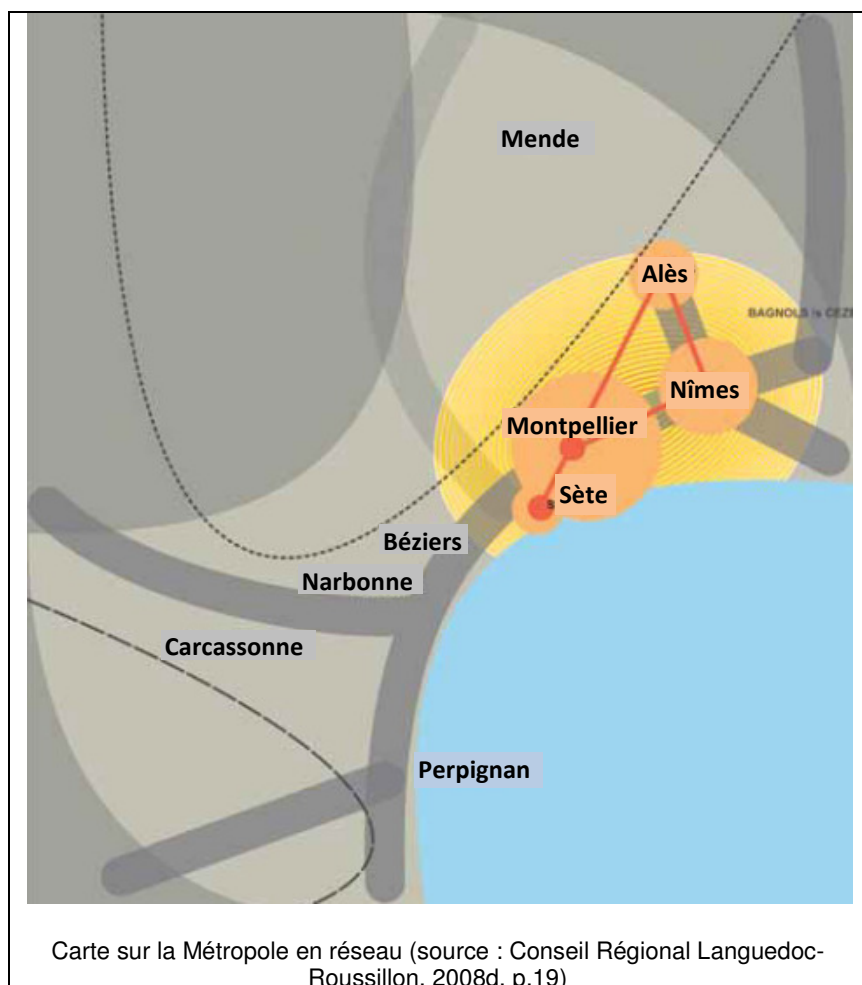 Mende
Alès
BAGNOLS
Nîmes
Montpellier
Sète
Béziers
Narbonne
Carcassonne
Perpignan
Carte sur la Métropole en réseau (source : Conseil Régional Languedoc-
Roussillon, 2008d, p.19)